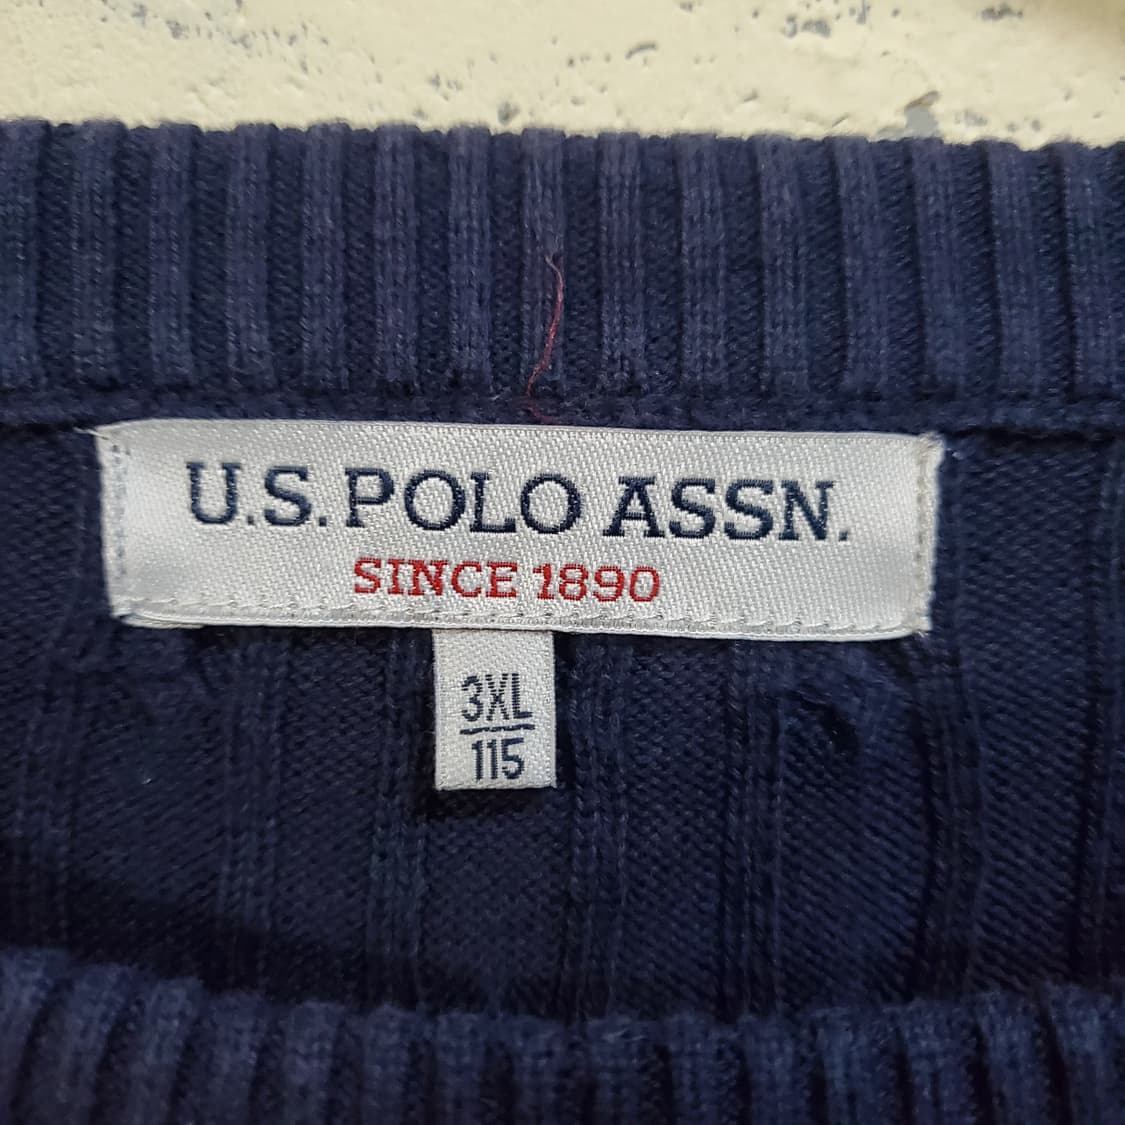 U.S. POLO ASSN.
SINCE 1890
3XL
115